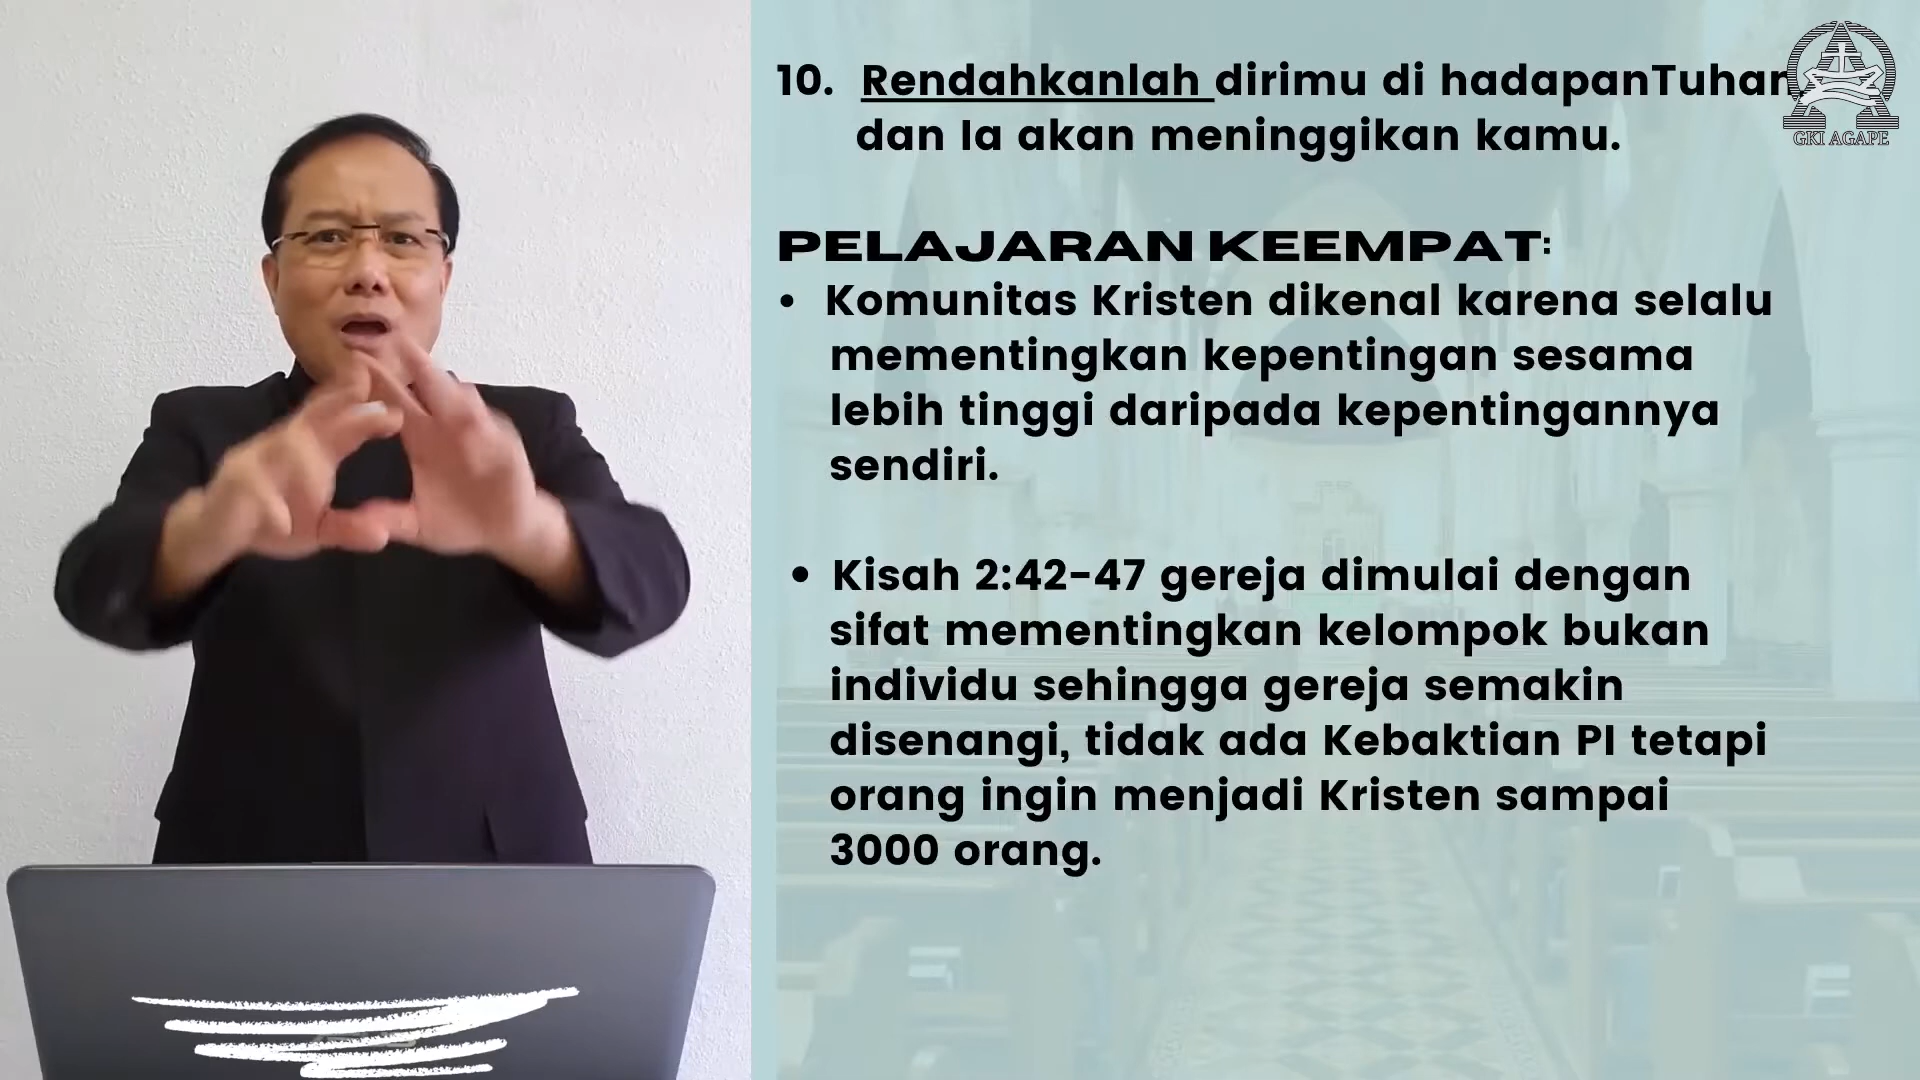 10. Rendahkanlah dirimu di hadapanTuhan,
dan Ia akan meninggikan kamu.
PELAJARAN KEEMPAT:
• Komunitas Kristen dikenal karena selalu
mementingkan kepentingan sesama
lebih tinggi daripada kepentingannya
sendiri.
• Kisah 2:42-47 gereja dimulai dengan
sifat mementingkan kelompok bukan
individu sehingga gereja semakin
disenangi, tidak ada Kebaktian PI tetapi
orang ingin menjadi Kristen sampai
3000 orang.
GKI AGAPE